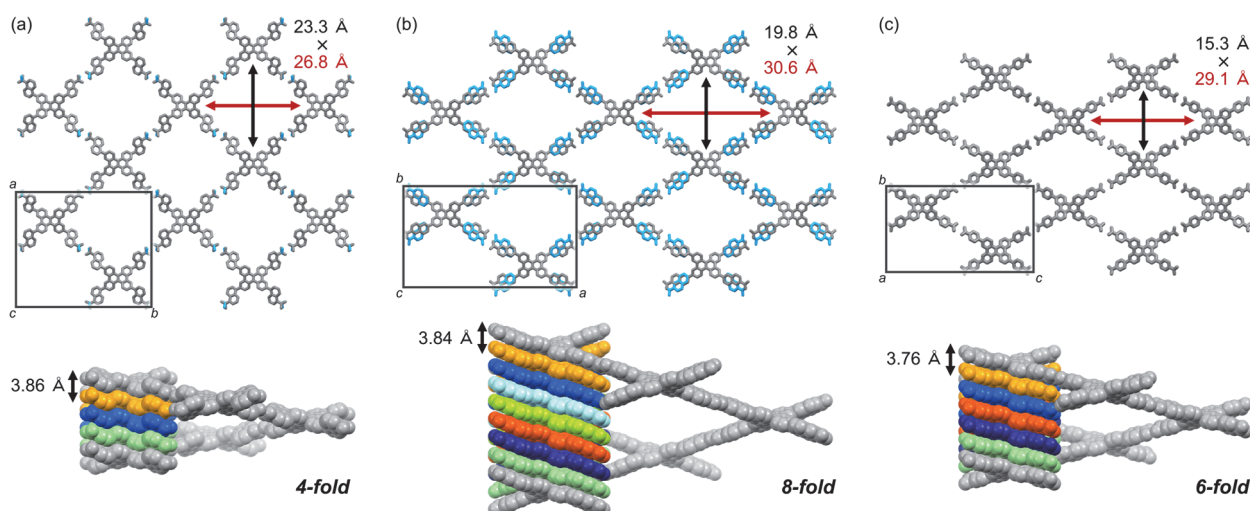 (a)
23.3 Å
×
26.8 Å
a
c
b
3.86 Å
4-fold
(b)
19.8 Å
×
30.6 Å
b
c
a
3.84 Å
8-fold
(c)
15.3 Å
×
29.1 Å
b
a
c
3.76 Å
6-fold